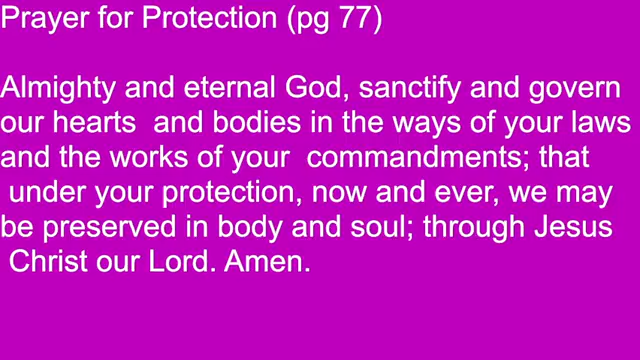 Prayer for Protection (pg 77)
Almighty and eternal God, sanctify and govern
our hearts  and bodies in the ways of your laws
and the works of your  commandments; that
under your protection, now and ever, we may
be preserved in body and soul; through Jesus
Christ our Lord. Amen.